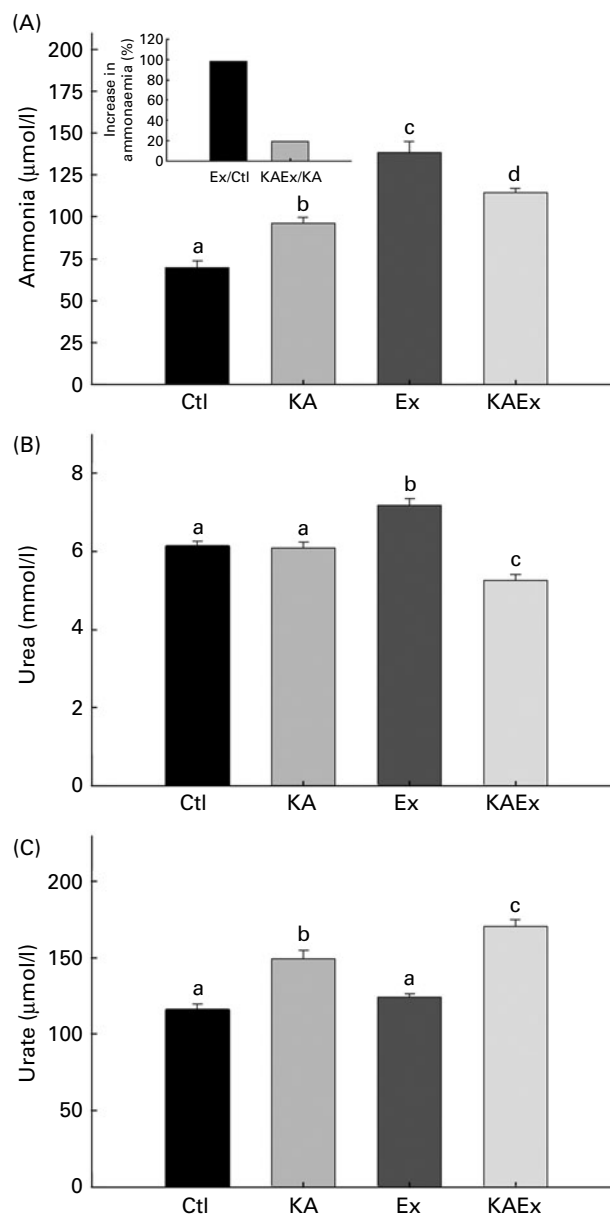 (A)
200
175
150
125
100
75
50
25
0
Ammonia (μmol/l)
120
100
80
60
40
20
0
Increase in
ammonaemia (%)
Ex/Ctl KAEx/KA
a
b
c
d
Ctl KA Ex KAEx
(B)
8
6
4
2
0
Urea (mmol/l)
a
a
b
c
Ctl KA Ex KAEx
(C)
200
150
100
50
0
Urate (μmol/l)
a
b
a
c
Ctl KA Ex KAEx